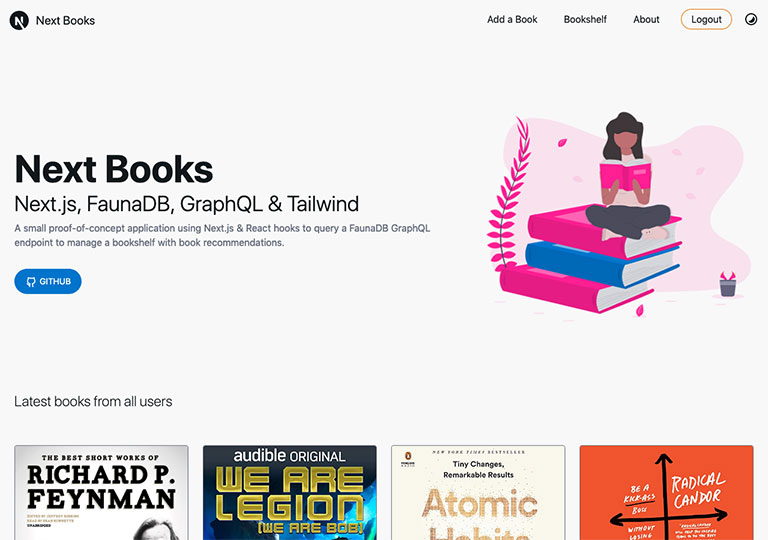 N Next Books
Add a Book
Bookshelf
About
Logout
Next Books
Next.js, FaunaDB, GraphQL & Tailwind
A small proof-of-concept application using Next.js & React hooks to query a FaunaDB GraphQL
endpoint to manage a bookshelf with book recommendations.
GITHUB
Latest books from all users
THE BEST SHORT WORKS OF
RICHARD P.
FEYNMAN
UNABRIDGED
audible ORIGINAL
WE ARE
LEGION
(WE ARE BOB)
NEW YORK TIMES BESTSELLER
Tiny Changes,
Remarkable Results
Atomic
Habits
BE A
KICK-ASS
BOSS
WITHOUT
LOSING
RADICAL
CANDOR